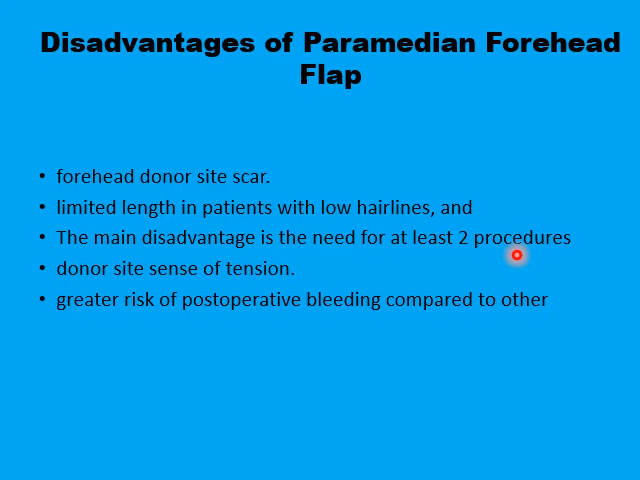 Disadvantages of Paramedian Forehead
Flap
• forehead donor site scar.
• limited length in patients with low hairlines, and
• The main disadvantage is the need for at least 2 procedures
• donor site sense of tension.
• greater risk of postoperative bleeding compared to other